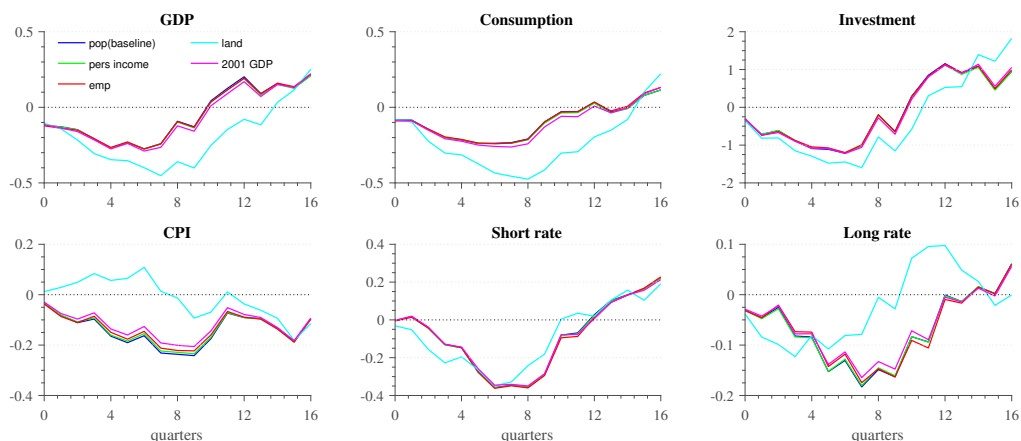 GDP
Consumption
Investment
0.5
0
-0.5
0 4 8 12 16
pop(baseline)
pers income
emp
land
2001 GDP
0.5
0
-0.5
0 4 8 12 16
2
1
0
-1
-2
0 4 8 12 16
CPI
Short rate
Long rate
0.2
0
-0.2
-0.4
0 4 8 12 16
quarters
0.4
0.2
0
-0.2
-0.4
0 4 8 12 16
quarters
0.1
0
-0.1
-0.2
0 4 8 12 16
quarters